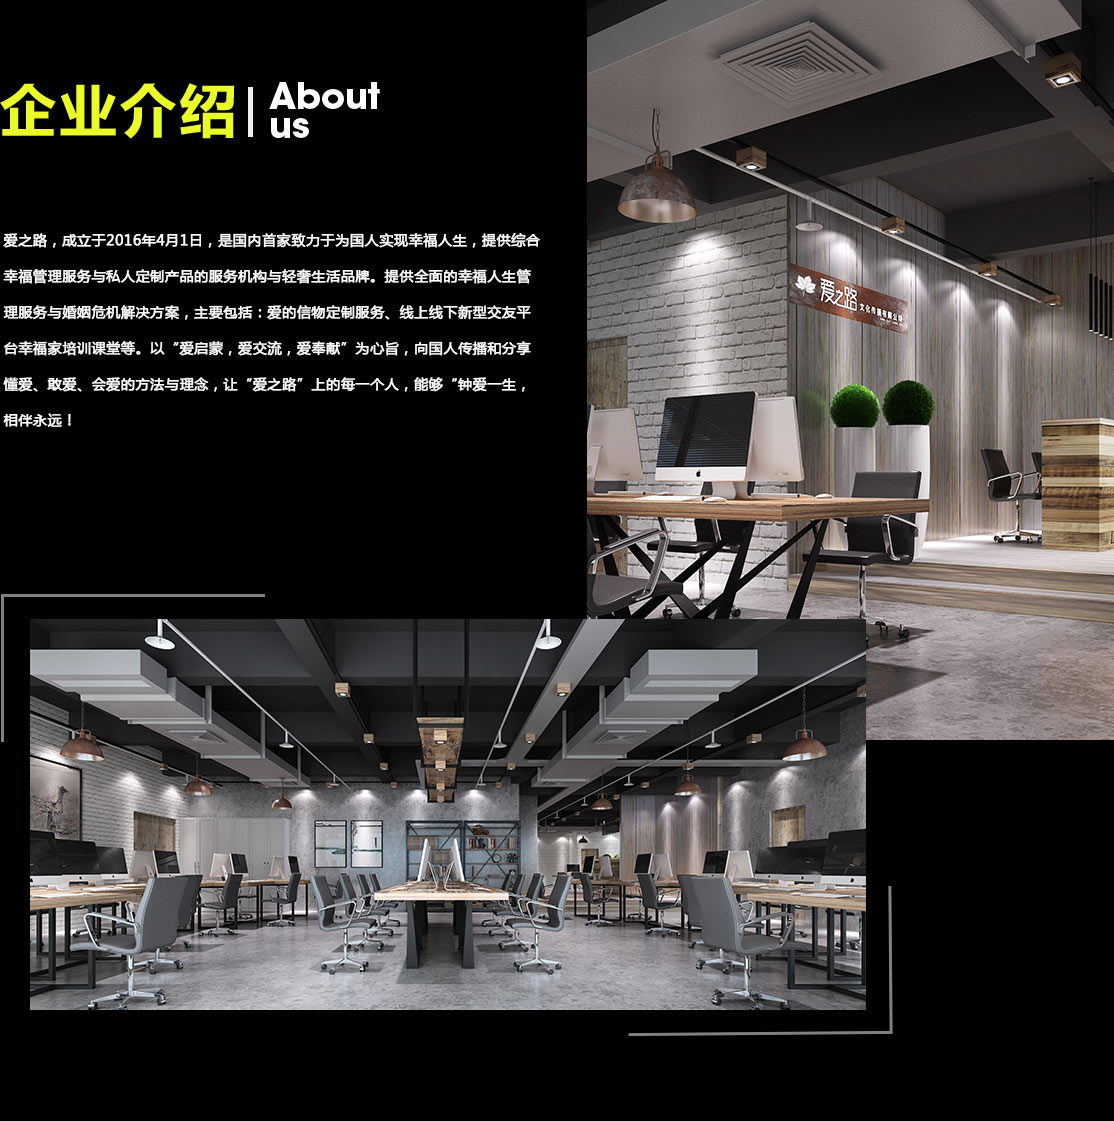 企业介绍
About
us
爱之路，成立于2016年4月1日，是国内首家致力于为国人实现幸福人生，提供综合
幸福管理服务与私人定制产品的服务机构与轻奢生活品牌。提供全面的幸福人生管
理服务与婚姻危机解决方案，主要包括：爱的信物定制服务、线上线下新型交友平
台幸福家培训课堂等。以“爱启蒙，爱交流，爱奉献”为心旨，向国人传播和分享
懂爱、敢爱、会爱的方法与理念，让“爱之路”上的每一个人，能够“钟爱一生，
相伴永远！
爱之路
文化传播有限公司